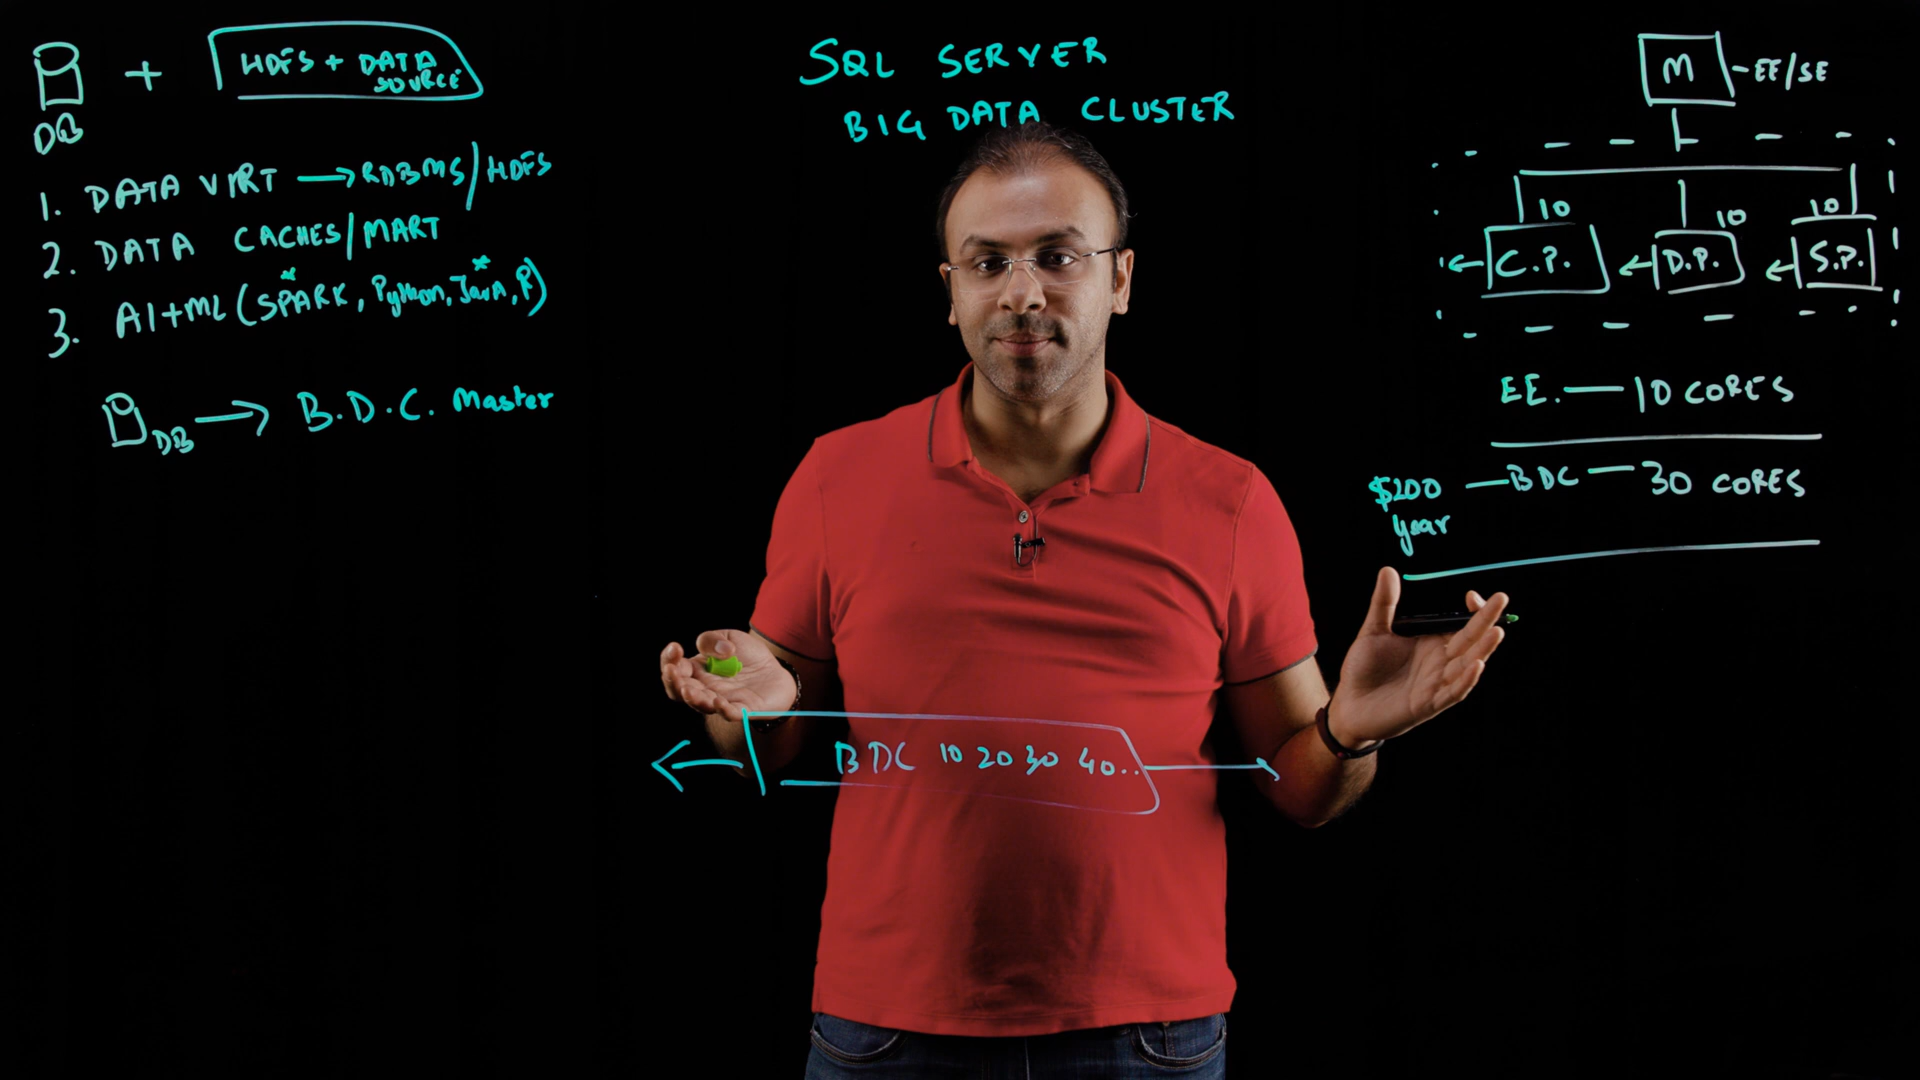 DB + HDFS + DATA SOURCE
1. DATA VIRT → RDBMS/HDFS
2. DATA CACHES/MART
3. AI+ML (SPARK*, Python, JavA*, R)
DB → B.D.C. Master
SQL SERVER
BIG DATA CLUSTER
M - EE/SE
10 10 10
C.P. D.P. S.P.
EE. — 10 CORES
$200 year — BDC — 30 CORES
BDC 10 20 30 40..